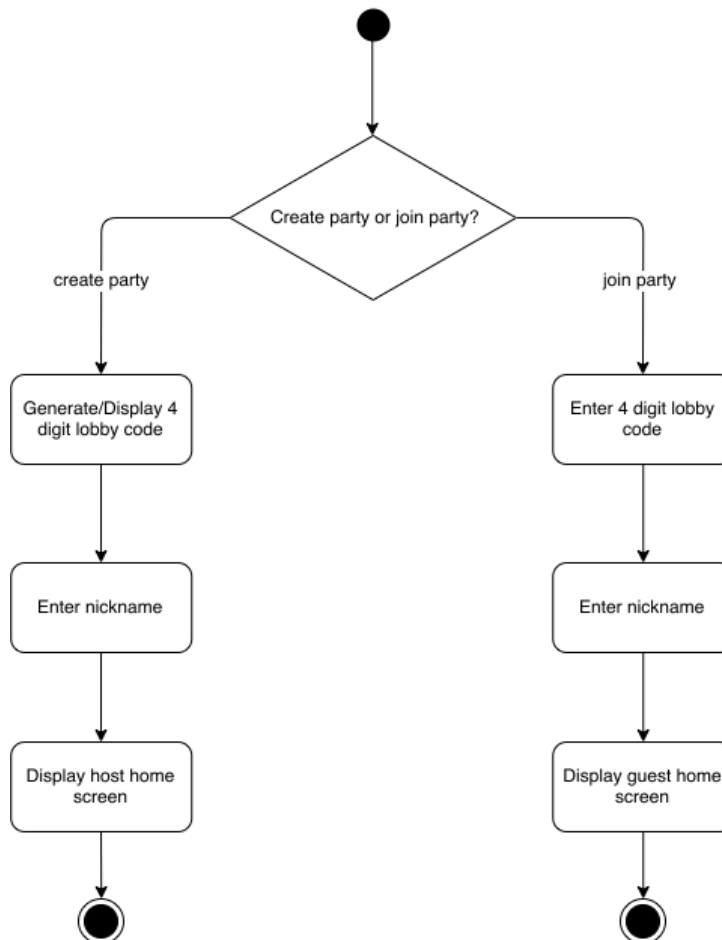 Create party or join party?
create party
join party
Generate/Display 4
digit lobby code
Enter 4 digit lobby
code
Enter nickname
Enter nickname
Display host home
screen
Display guest home
screen